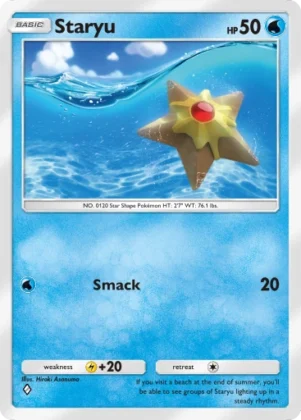 BASIC
Staryu
HP 50
NO. 0120 Star Shape Pokémon HT: 2'7" WT: 76.1 lbs.
Smack 20
weakness +20 retreat
Illus. Hiroki Asanuma
If you visit a beach at the end of summer, you'll
be able to see groups of Staryu lighting up in a
steady rhythm.